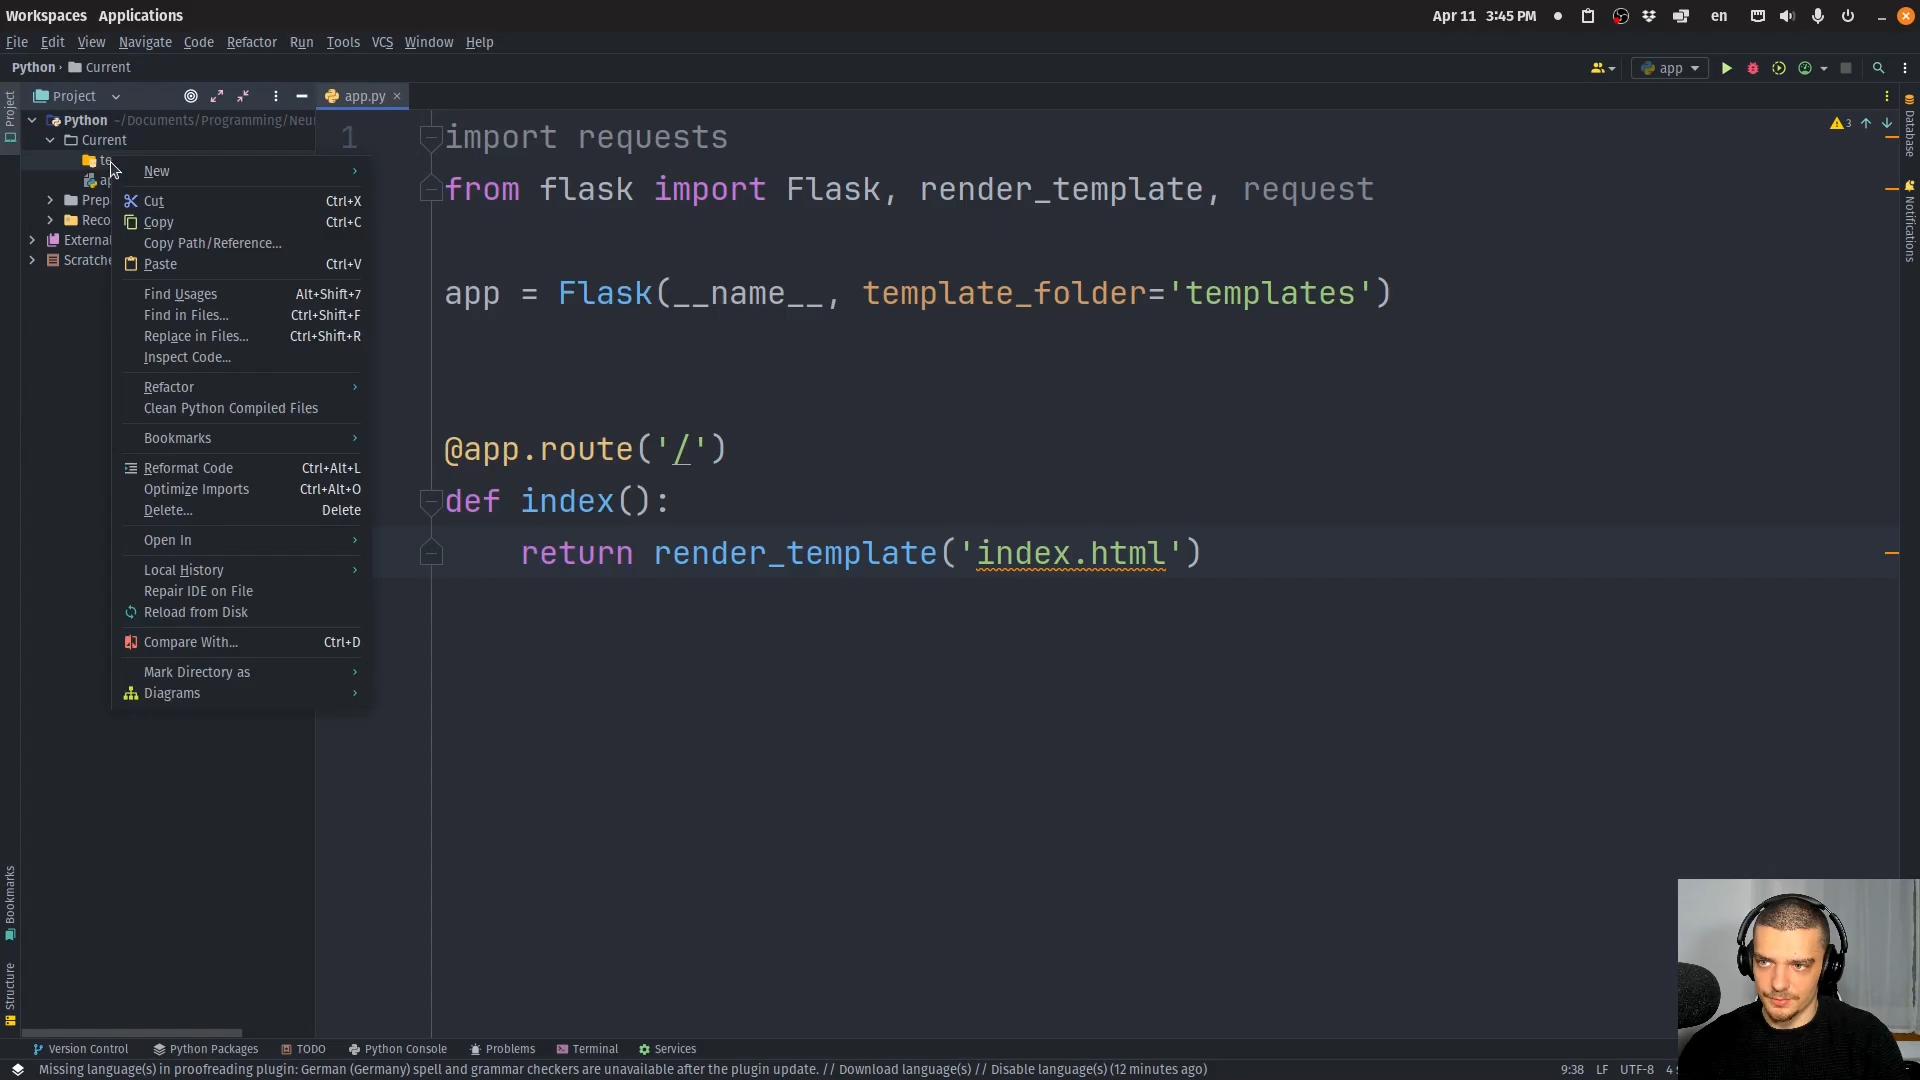 Workspaces Applications
Apr 11 3:45 PM en
File Edit View Navigate Code Refactor Run Tools VCS Window Help
Python Current
app
Project
app.py
Project
Python ~/Documents/Programming/Neu
Current
te
New
Cut Ctrl+X
Copy Ctrl+C
Copy Path/Reference...
Paste Ctrl+V
Find Usages Alt+Shift+7
Find in Files... Ctrl+Shift+F
Replace in Files... Ctrl+Shift+R
Inspect Code...
Refactor
Clean Python Compiled Files
Bookmarks
Reformat Code Ctrl+Alt+L
Optimize Imports Ctrl+Alt+O
Delete... Delete
Open In
Local History
Repair IDE on File
Reload from Disk
Compare With... Ctrl+D
Mark Directory as
Diagrams
ap
Prep
Reco
External
Scratche
1
import requests
from flask import Flask, render_template, request
app = Flask(__name__, template_folder='templates')
@app.route('/')
def index():
return render_template('index.html')
3
Database
Notifications
Bookmarks
Structure
Version Control Python Packages TODO Python Console Problems Terminal Services
Missing language(s) in proofreading plugin: German (Germany) spell and grammar checkers are unavailable after the plugin update. // Download language(s) // Disable language(s) (12 minutes ago)
9:38 LF UTF-8 4